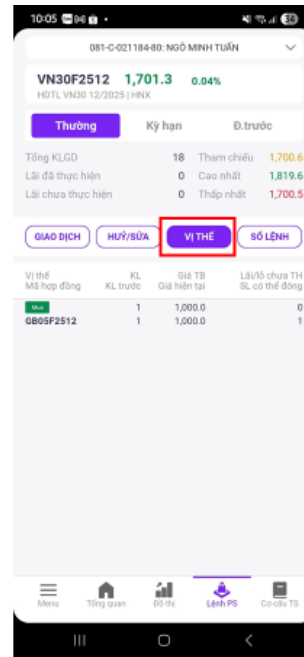 10:05
081-C-021184-80: NGÔ MINH TUẤN
VN30F2512 1,701.3 0.04%
HDTL VN30 12/2025 | HNX
Thường Kỳ hạn Đ.trước
Tổng KLGD 18 Tham chiếu 1,700.6
Lãi đã thực hiện 0 Cao nhất 1,819.6
Lãi chưa thực hiện 0 Thấp nhất 1,700.5
GIAO DỊCH HUỶ/SỬA VỊ THẾ SỔ LỆNH
Vị thế KL Giá TB Lãi/lỗ chưa TH
Mã hợp đồng KL trước Giá hiện tại SL có thể đóng
Mua 1 1,000.0 0
GB05F2512 1 1,000.0 1
Menu Tổng quan Đồ thị Lệnh PS Cơ cấu TS